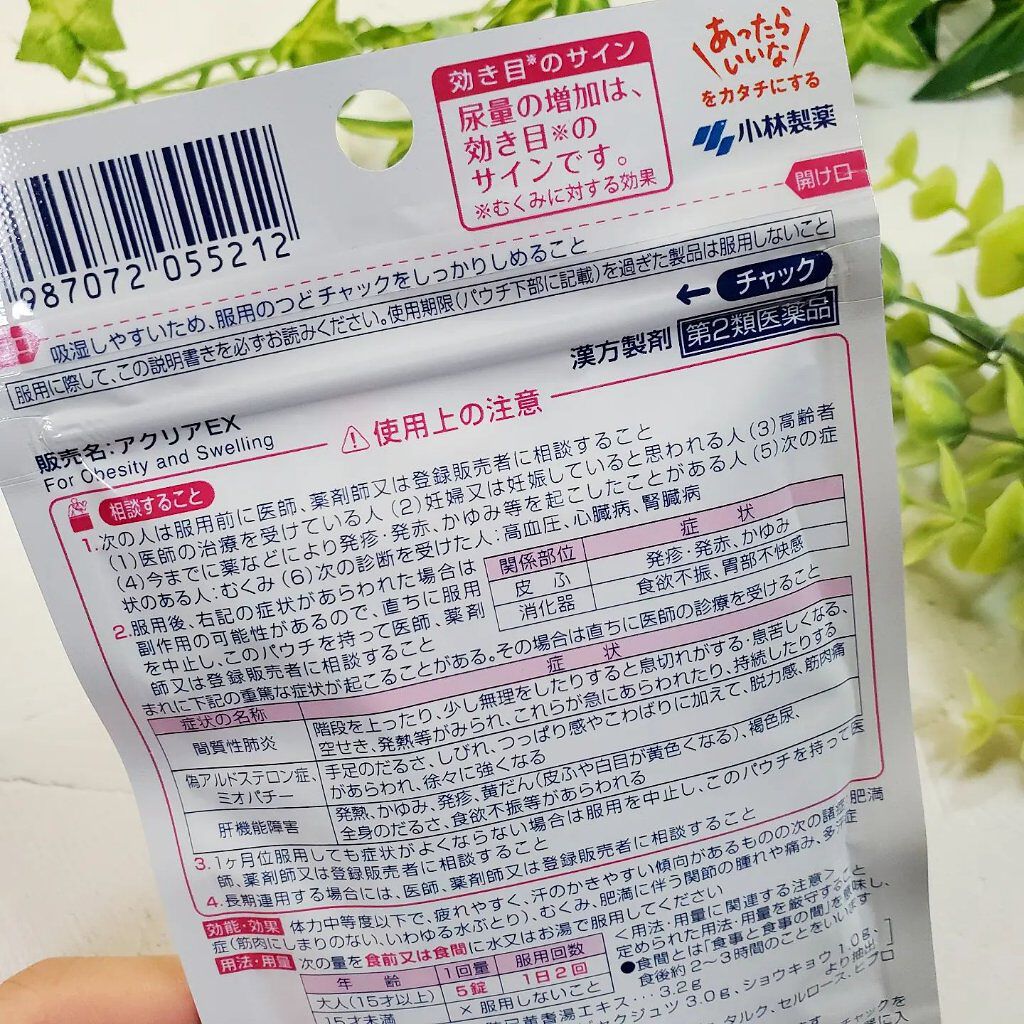 あったら
いいな
をカタチにする
小林製薬
効き目※のサイン
尿量の増加は、
効き目※の
サインです。
※むくみに対する効果
開け口
987072 055212
吸湿しやすいため、服用のつどチャックをしっかりしめること
服用に際して、この説明書きを必ずお読みください。使用期限(パウチ下部に記載)を過ぎた製品は服用しないこと
← チャック
漢方製剤 第2類医薬品
販売名:アクリアEX
For Obesity and Swelling
使用上の注意
相談すること
1.次の人は服用前に医師、薬剤師又は登録販売者に相談すること
(1)医師の治療を受けている人(2)妊婦又は妊娠していると思われる人(3)高齢者
(4)今までに薬などにより発疹・発赤、かゆみ等を起こしたことがある人(5)次の症
状のある人:むくみ(6)次の診断を受けた人:高血圧、心臓病、腎臓病
2.服用後、右記の症状があらわれた場合は
副作用の可能性があるので、直ちに服用
を中止し、このパウチを持って医師、薬剤
師又は登録販売者に相談すること
関係部位 症状
皮ふ 発疹・発赤、かゆみ
消化器 食欲不振、胃部不快感
まれに下記の重篤な症状が起こることがある。その場合は直ちに医師の診療を受けること
症状の名称 症状
間質性肺炎 階段を上ったり、少し無理をしたりすると息切れがする・息苦しくなる、
空せき、発熱等がみられ、これらが急にあらわれたり、持続したりする
偽アルドステロン症、
ミオパチー 手足のだるさ、しびれ、つっぱり感やこわばりに加えて、脱力感、筋肉痛
があらわれ、徐々に強くなる
肝機能障害 発熱、かゆみ、発疹、黄だん(皮ふや白目が黄色くなる)、褐色尿、
全身のだるさ、食欲不振等があらわれる
3.1ヶ月位服用しても症状がよくならない場合は服用を中止し、このパウチを持って医
師、薬剤師又は登録販売者に相談すること
4.長期連用する場合には、医師、薬剤師又は登録販売者に相談すること
効能・効果 体力中等度以下で、疲れやすく、汗のかきやすい傾向があるものの次の諸症:肥満
症(筋肉にしまりのない、いわゆる水ぶとり)、むくみ、肥満に伴う関節の腫れや痛み、多汗症
用法・用量 次の量を食前又は食間に水又はお湯で服用してください
年齢 1回量 服用回数
大人(15才以上) 5錠 1日2回
15才未満 ×服用しないこと
<用法・用量に関連する注意>
定められた用法・用量を厳守すること
●食間とは「食事と食事の間」を意味し、
食後約2~3時間のことをいいます
黄耆湯エキス…3.2g
ビャクジュツ 3.0g、ショウキョウ 1.0g、
より抽出
タルク、セルロース、ヒプロ
チャックを